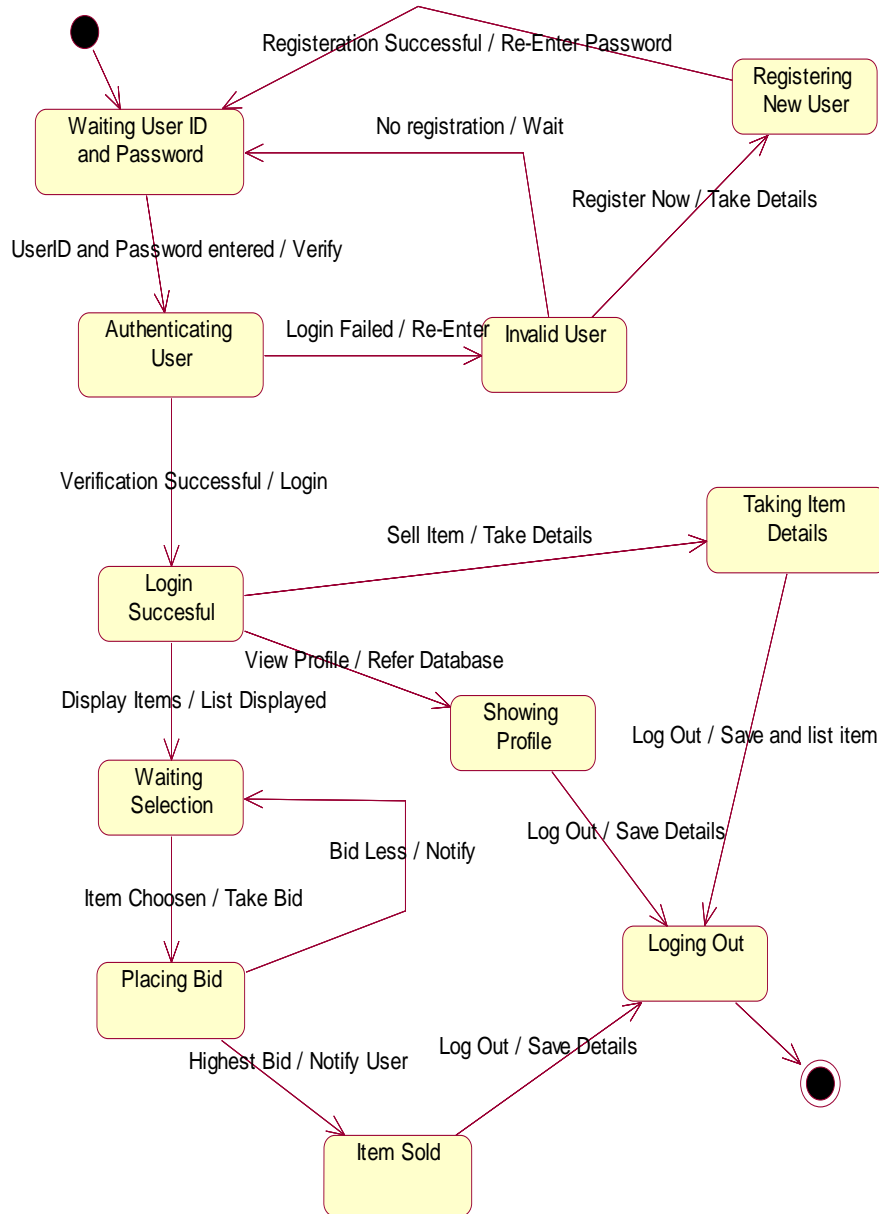 Registeration Successful / Re-Enter Password
Registering
New User
Waiting User ID
and Password
No registration / Wait
Register Now / Take Details
UserID and Password entered / Verify
Authenticating
User
Login Failed / Re-Enter
Invalid User
Verification Successful / Login
Taking Item
Details
Sell Item / Take Details
Login
Succesful
View Profile / Refer Database
Display Items / List Displayed
Showing
Profile
Log Out / Save and list item
Waiting
Selection
Log Out / Save Details
Bid Less / Notify
Item Choosen / Take Bid
Loging Out
Placing Bid
Log Out / Save Details
Highest Bid / Notify User
Item Sold